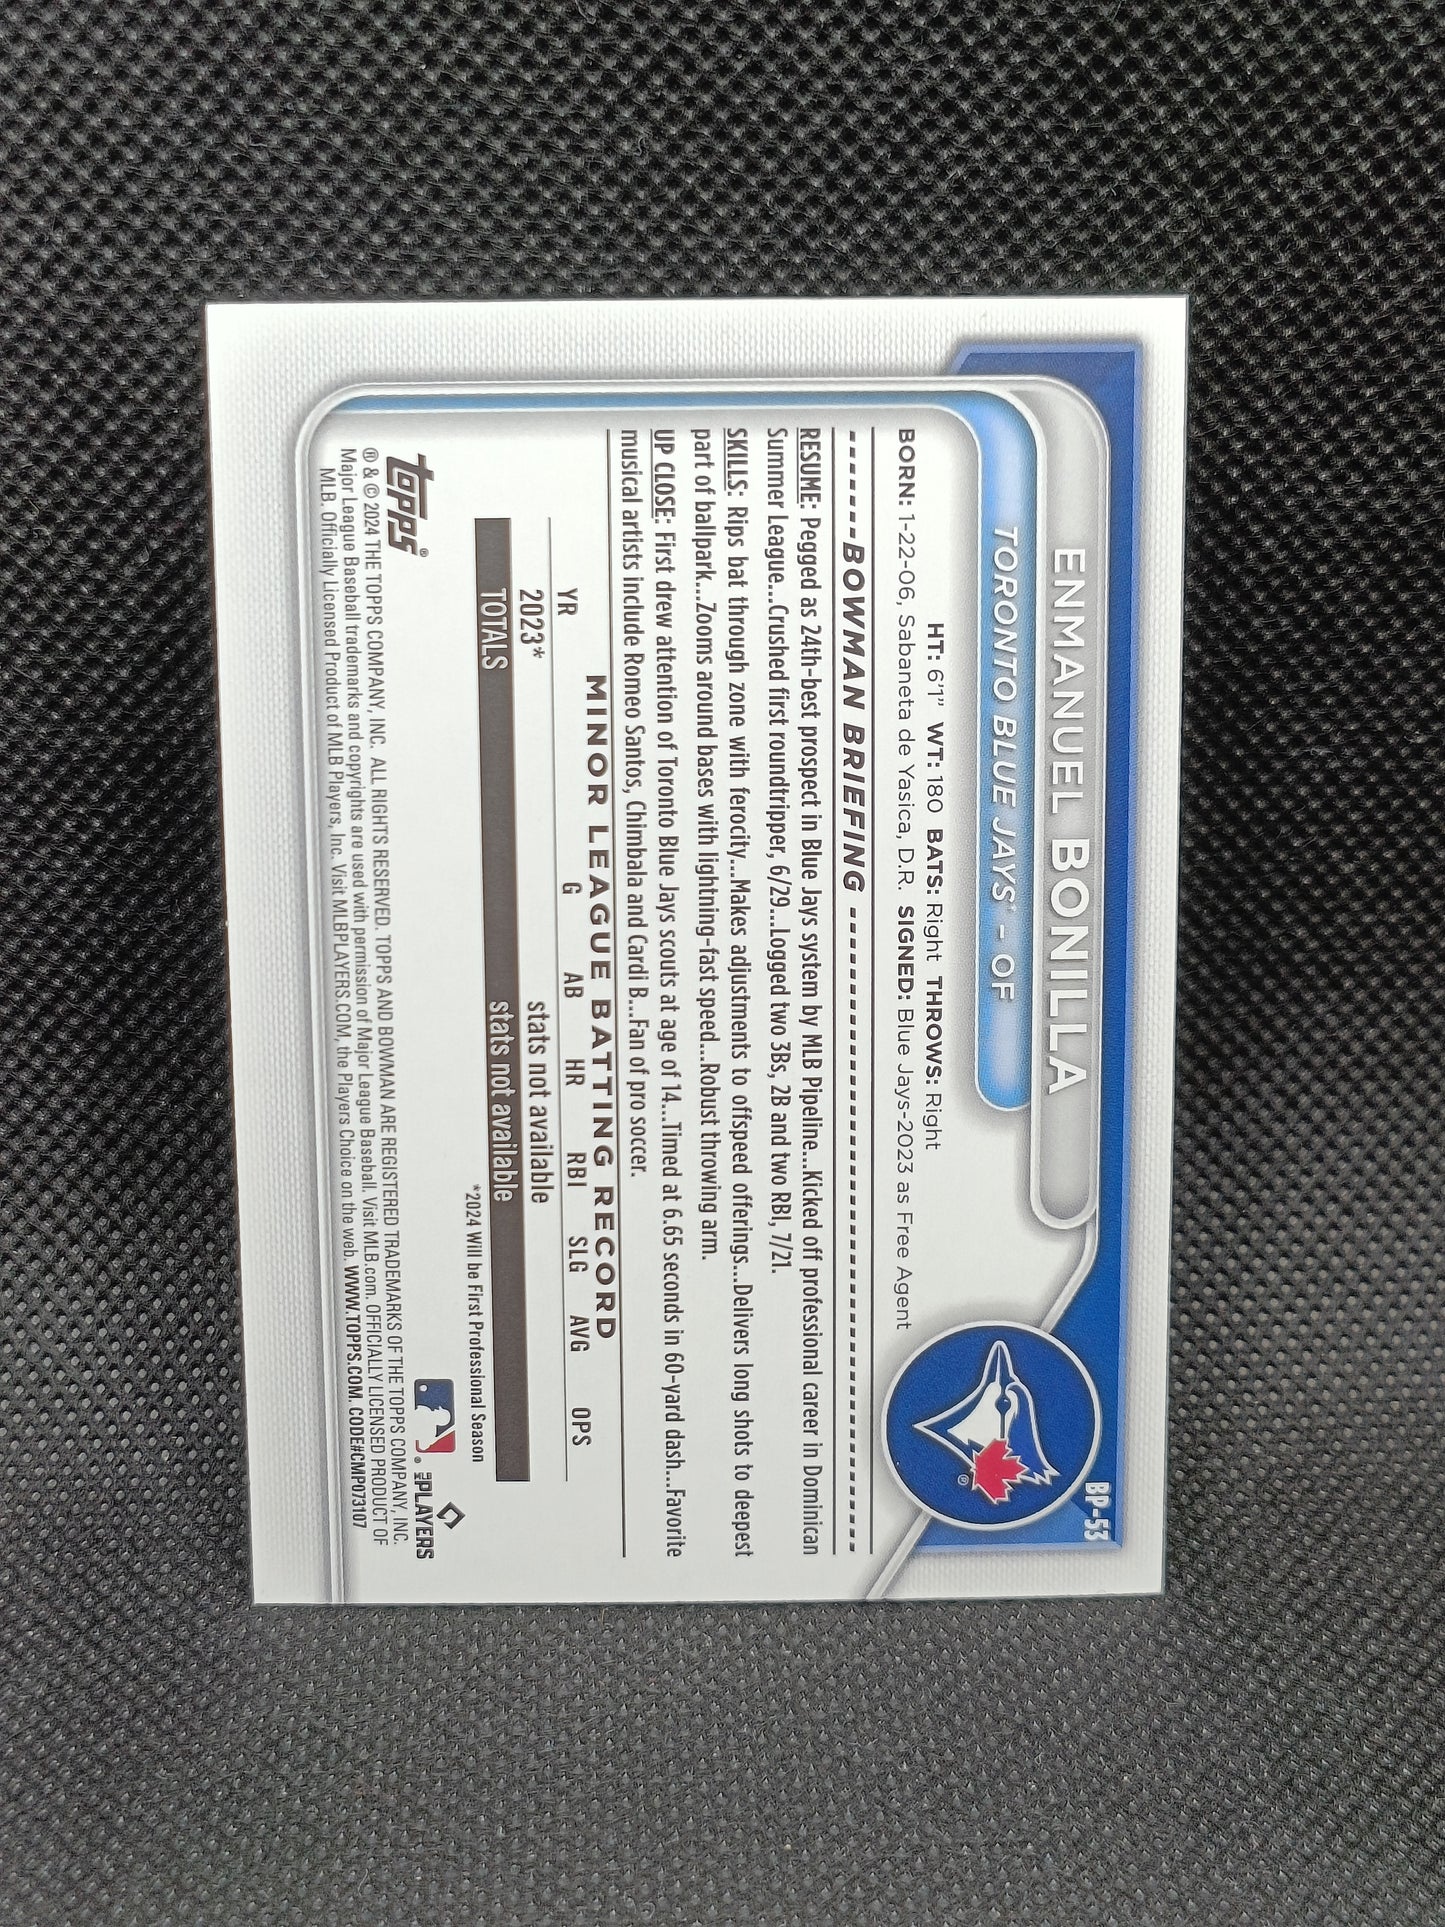 BP-53
ENMANUEL BONILLA
TORONTO BLUE JAYS® - OF
HT: 6'1" WT: 180 BATS: Right THROWS: Right
BORN: 1-22-06, Sabaneta de Yasica, D.R. SIGNED: Blue Jays-2023 as Free Agent
BOWMAN BRIEFING
RESUME: Pegged as 24th-best prospect in Blue Jays system by MLB Pipeline...Kicked off professional career in Dominican
Summer League...Crushed first roundtripper, 6/29...Logged two 3Bs, 2B and two RBI, 7/21.
SKILLS: Rips bat through zone with ferocity...Makes adjustments to offspeed offerings...Delivers long shots to deepest
part of ballpark...Zooms around bases with lightning-fast speed...Robust throwing arm.
UP CLOSE: First drew attention of Toronto Blue Jays scouts at age of 14...Timed at 6.65 seconds in 60-yard dash...Favorite
musical artists include Romeo Santos, Chimbala and Cardi B...Fan of pro soccer.
MINOR LEAGUE BATTING RECORD
YR G AB HR RBI SLG AVG OPS
2023* stats not available
TOTALS stats not available
*2024 Will be First Professional Season
topps®
MLB PLAYERS
® & © 2024 THE TOPPS COMPANY, INC. ALL RIGHTS RESERVED. TOPPS AND BOWMAN ARE REGISTERED TRADEMARKS OF THE TOPPS COMPANY, INC.
Major League Baseball trademarks and copyrights are used with permission of Major League Baseball. Visit MLB.com. OFFICIALLY LICENSED PRODUCT OF
MLB. Officially Licensed Product of MLB Players, Inc. Visit MLBPLAYERS.COM, the Players Choice on the web. WWW.TOPPS.COM. CODE#CMP073107